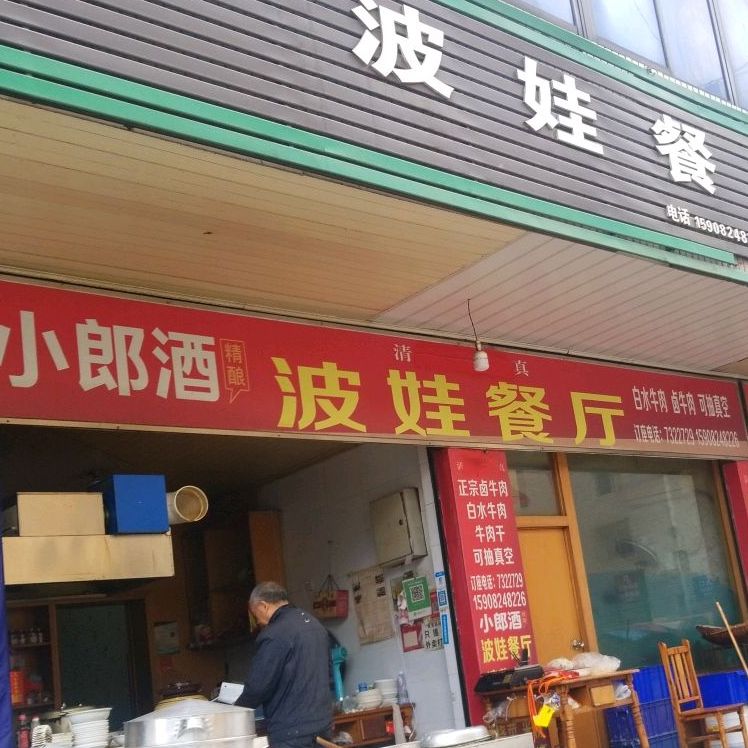 波娃餐
电话 159082482
小郎酒
精酿
清真
波娃餐厅
白水牛肉 卤牛肉 可抽真空
订座电话：7322729 15908248226
清真
正宗卤牛肉
白水牛肉
牛肉干
可抽真空
订座电话：7322729
15908248226
小郎酒
波娃餐厅